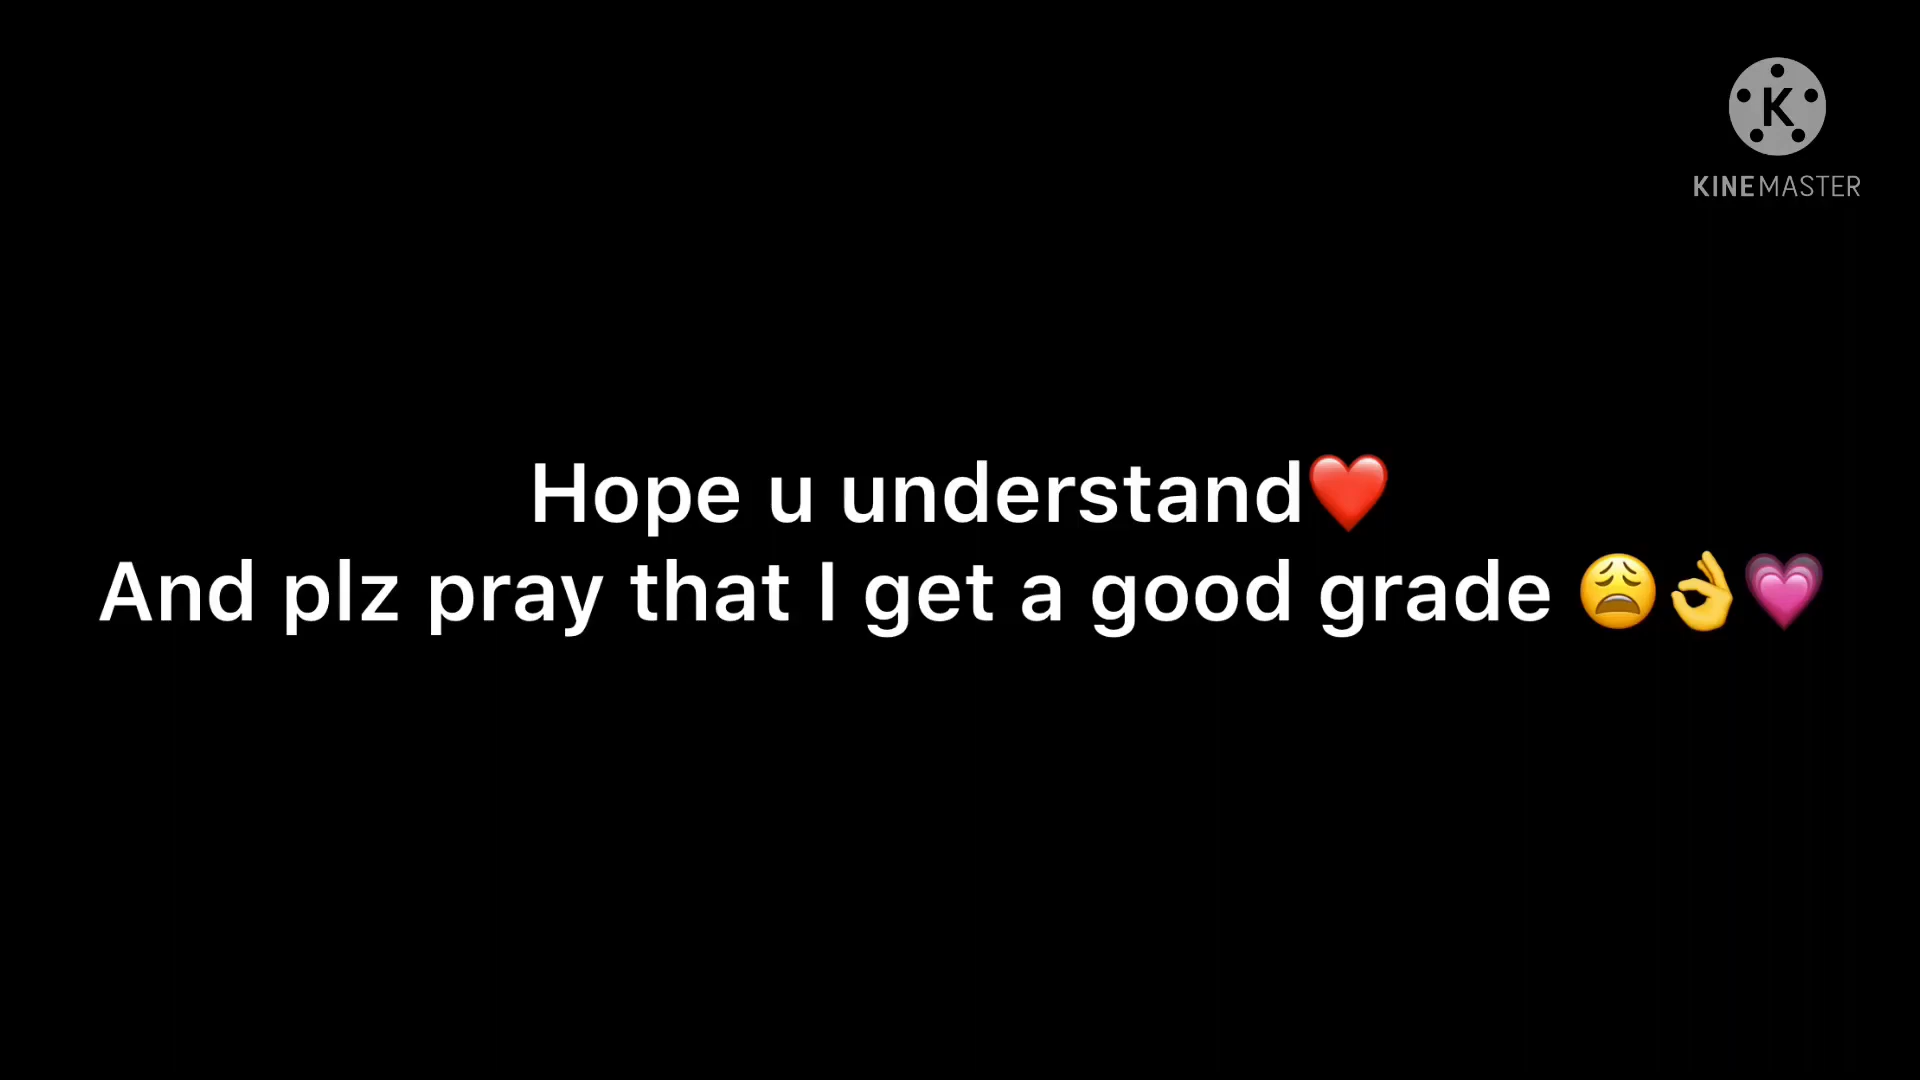 K
KINEMASTER
Hope u understand❤️
And plz pray that I get a good grade 😩👌💗